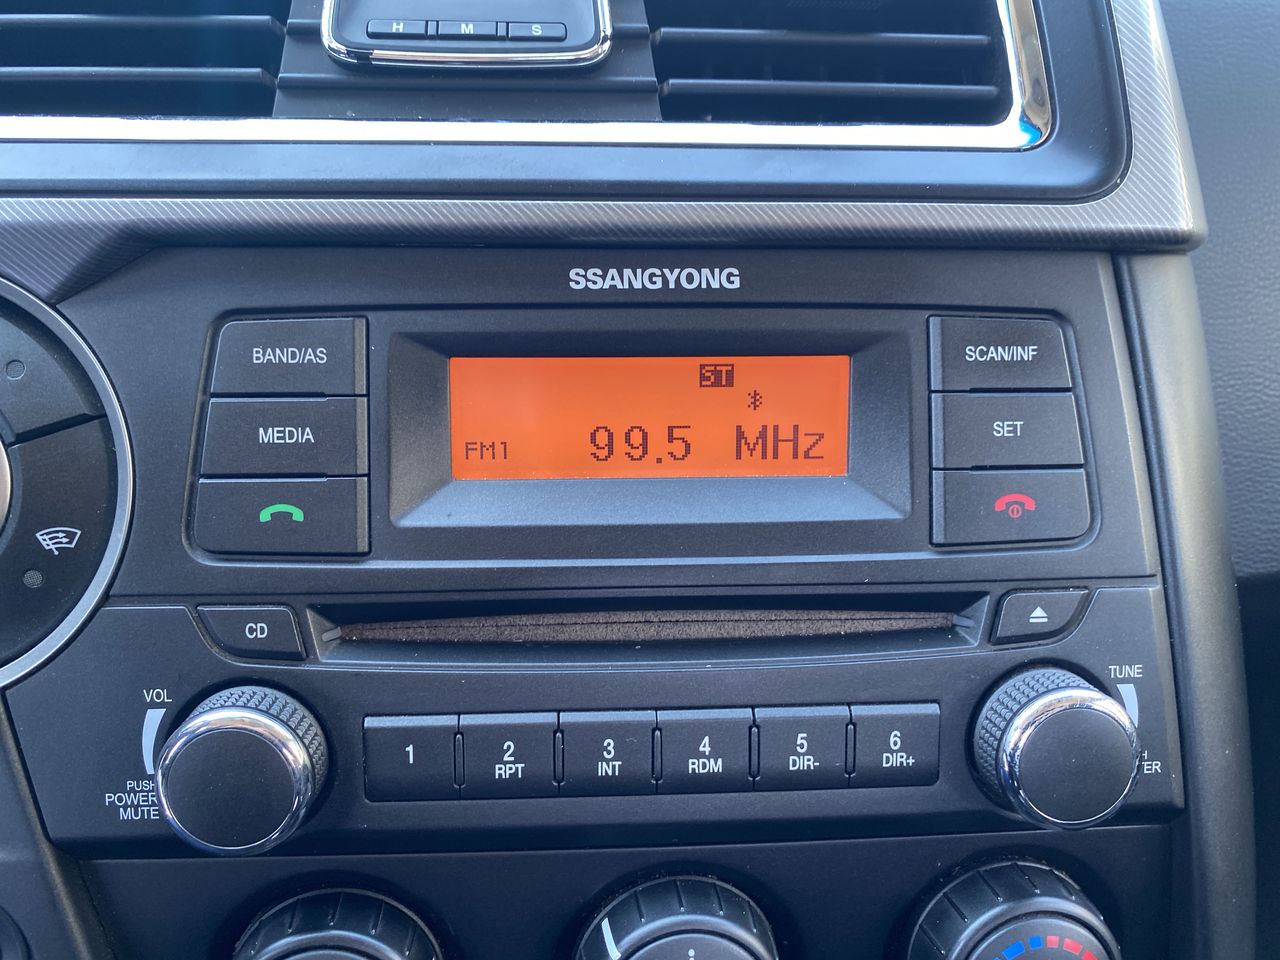 H M S
SSANGYONG
BAND/AS
SCAN/INF
ST
MEDIA
SET
FM1 99.5 MHz
CD
VOL
TUNE
1 2 3 4 5 6
RPT INT RDM DIR- DIR+
PUSH
POWER
MUTE